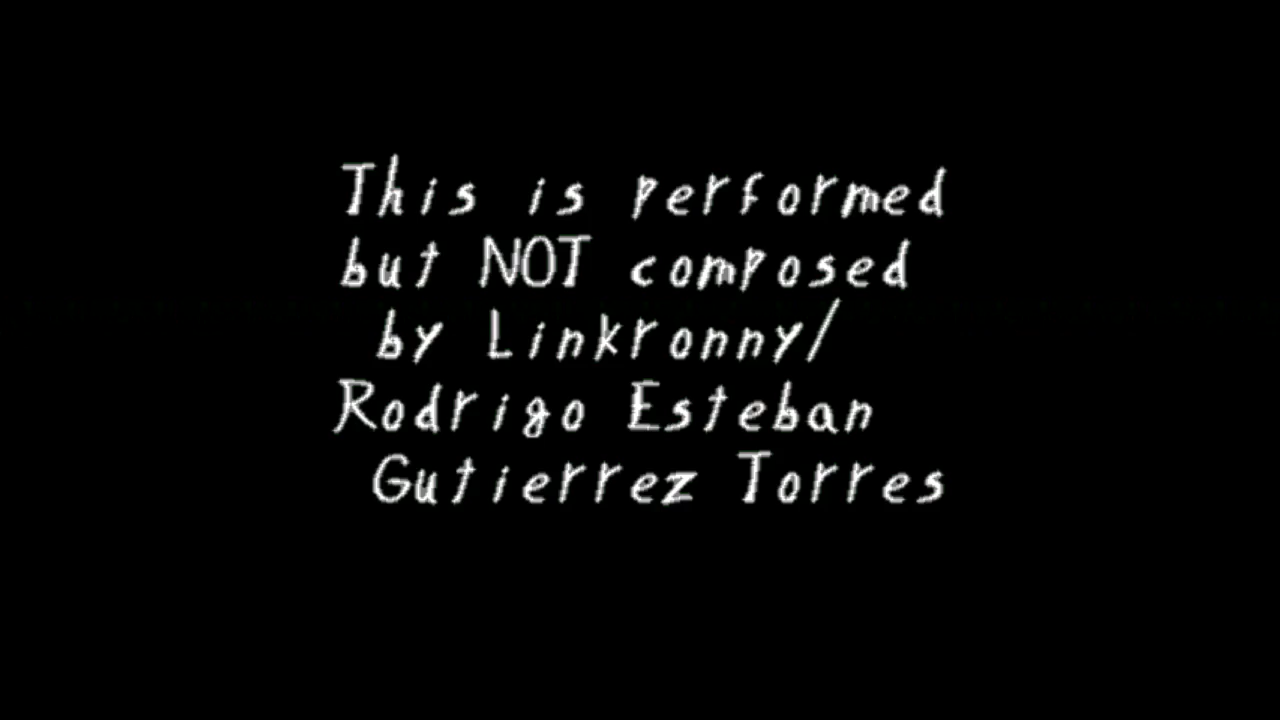 This is performed
but NOT composed
by Linkronny/
Rodrigo Esteban
Gutierrez Torres